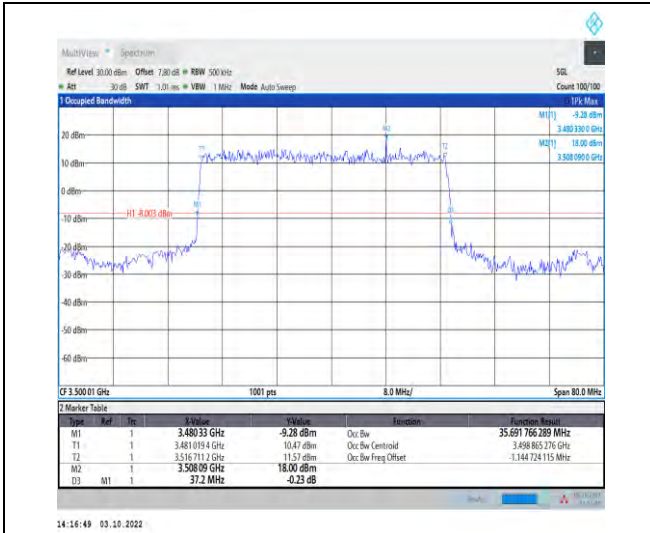 MultiView Spectrum
Ref Level 30.00 dBm Offset 7.80 dB RBW 500 kHz SGL
Att 30 dB SWT 1.01 ms VBW 1 MHz Mode Auto Sweep Count 100/100
1 Occupied Bandwidth 1Pk Max
M1[1] -9.28 dBm
3.480 330 0 GHz
M2[1] 18.00 dBm
3.508 090 0 GHz
20 dBm
M2
T1 T2
10 dBm
0 dBm
M1
H1 -8.003 dBm
-10 dBm
-20 dBm
-30 dBm
-40 dBm
-50 dBm
-60 dBm
CF 3.500 01 GHz 1001 pts 8.0 MHz/ Span 80.0 MHz
2 Marker Table
Type Ref Trc X-Value Y-Value Function Function Result
M1 1 3.480 33 GHz -9.28 dBm Occ Bw 35.691 766 289 MHz
T1 1 3.481 019 4 GHz 10.47 dBm Occ Bw Centroid 3.498 865 276 GHz
T2 1 3.516 711 2 GHz 11.57 dBm Occ Bw Freq Offset -1.144 724 115 MHz
M2 1 3.508 09 GHz 18.00 dBm
D3 M1 1 37.2 MHz -0.23 dB
14:16:49 03.10.2022